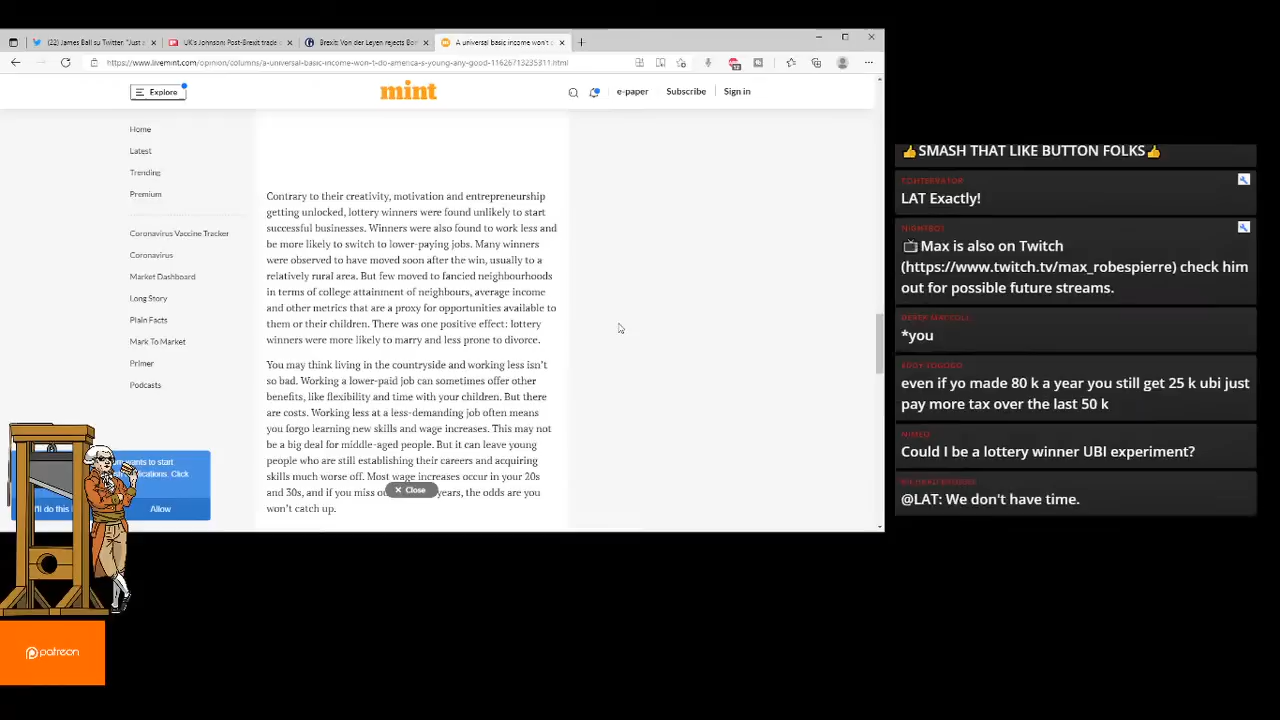 (22) James Ball su Twitter: "Just a
UK's Johnson: Post-Brexit trade
Brexit: Von der Leyen rejects Bor
A universal basic income won't c
https://www.livemint.com/opinion/columns/a-universal-basic-income-won-t-do-america-s-young-any-good-11626713235311.html
Explore
mint
e-paper
Subscribe
Sign in
Home
Latest
Trending
Premium
Coronavirus Vaccine Tracker
Coronavirus
Market Dashboard
Long Story
Plain Facts
Mark To Market
Primer
Podcasts
Contrary to their creativity, motivation and entrepreneurship
getting unlocked, lottery winners were found unlikely to start
successful businesses. Winners were also found to work less and
be more likely to switch to lower-paying jobs. Many winners
were observed to have moved soon after the win, usually to a
relatively rural area. But few moved to fancied neighbourhoods
in terms of college attainment of neighbours, average income
and other metrics that are a proxy for opportunities available to
them or their children. There was one positive effect: lottery
winners were more likely to marry and less prone to divorce.
You may think living in the countryside and working less isn't
so bad. Working a lower-paid job can sometimes offer other
benefits, like flexibility and time with your children. But there
are costs. Working less at a less-demanding job often means
you forgo learning new skills and wage increases. This may not
be a big deal for middle-aged people. But it can leave young
people who are still establishing their careers and acquiring
skills much worse off. Most wage increases occur in your 20s
and 30s, and if you miss ou years, the odds are you
won't catch up.
Close
wants to start
ifications. Click
I'll do this
Allow
patreon
👍SMASH THAT LIKE BUTTON FOLKS👍
LAT Exactly!
NIGHTBOT
📺Max is also on Twitch
(https://www.twitch.tv/max_robespierre) check him
out for possible future streams.
*you
even if yo made 80 k a year you still get 25 k ubi just
pay more tax over the last 50 k
Could I be a lottery winner UBI experiment?
@LAT: We don't have time.